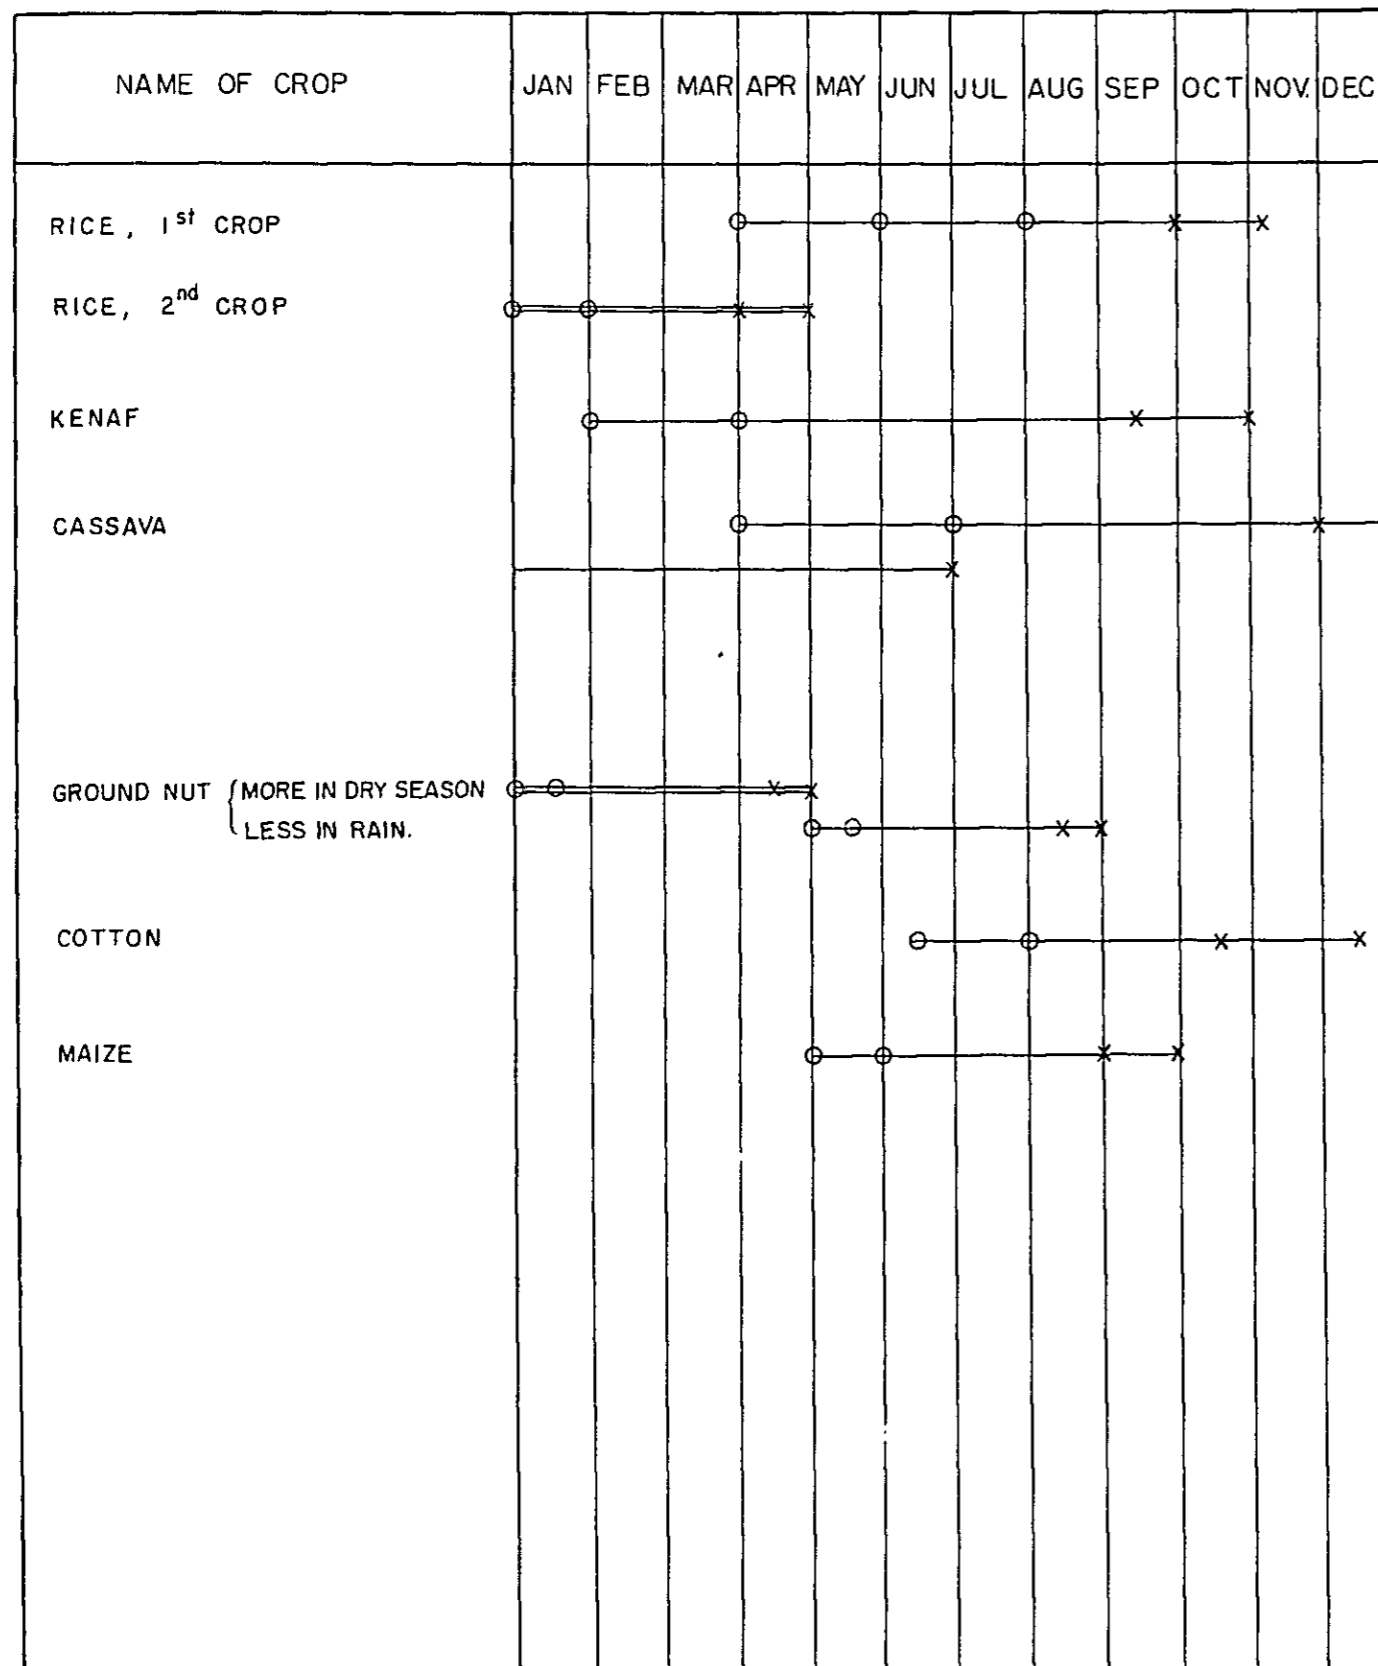 NAME OF CROP JAN FEB MAR APR MAY JUN JUL AUG SEP OCT NOV. DEC
RICE, 1st CROP
RICE, 2nd CROP
KENAF
CASSAVA
GROUND NUT { MORE IN DRY SEASON
LESS IN RAIN.
COTTON
MAIZE